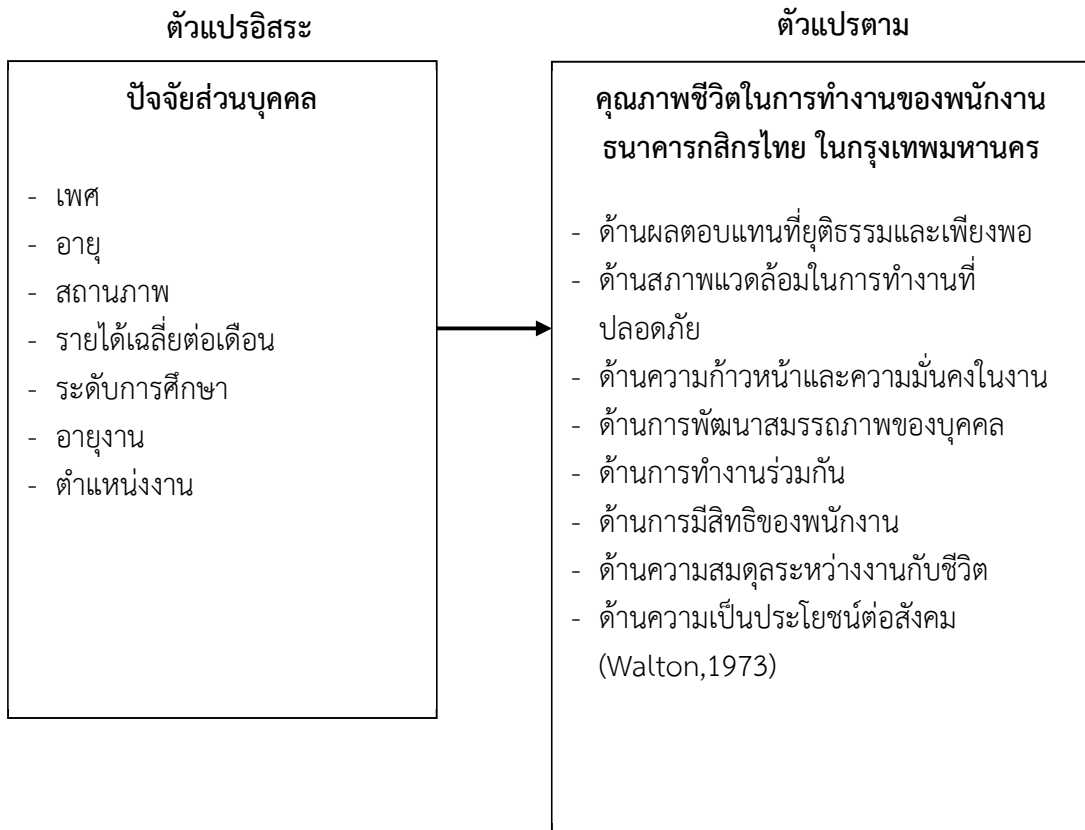 ตัวแปรอิสระ
ปัจจัยส่วนบุคคล
- เพศ
- อายุ
- สถานภาพ
- รายได้เฉลี่ยต่อเดือน
- ระดับการศึกษา
- อายุงาน
- ตำแหน่งงาน
ตัวแปรตาม
คุณภาพชีวิตในการทำงานของพนักงาน
ธนาคารกสิกรไทย ในกรุงเทพมหานคร
- ด้านผลตอบแทนที่ยุติธรรมและเพียงพอ
- ด้านสภาพแวดล้อมในการทำงานที่
ปลอดภัย
- ด้านความก้าวหน้าและความมั่นคงในงาน
- ด้านการพัฒนาสมรรถภาพของบุคคล
- ด้านการทำงานร่วมกัน
- ด้านการมีสิทธิของพนักงาน
- ด้านความสมดุลระหว่างงานกับชีวิต
- ด้านความเป็นประโยชน์ต่อสังคม
(Walton,1973)